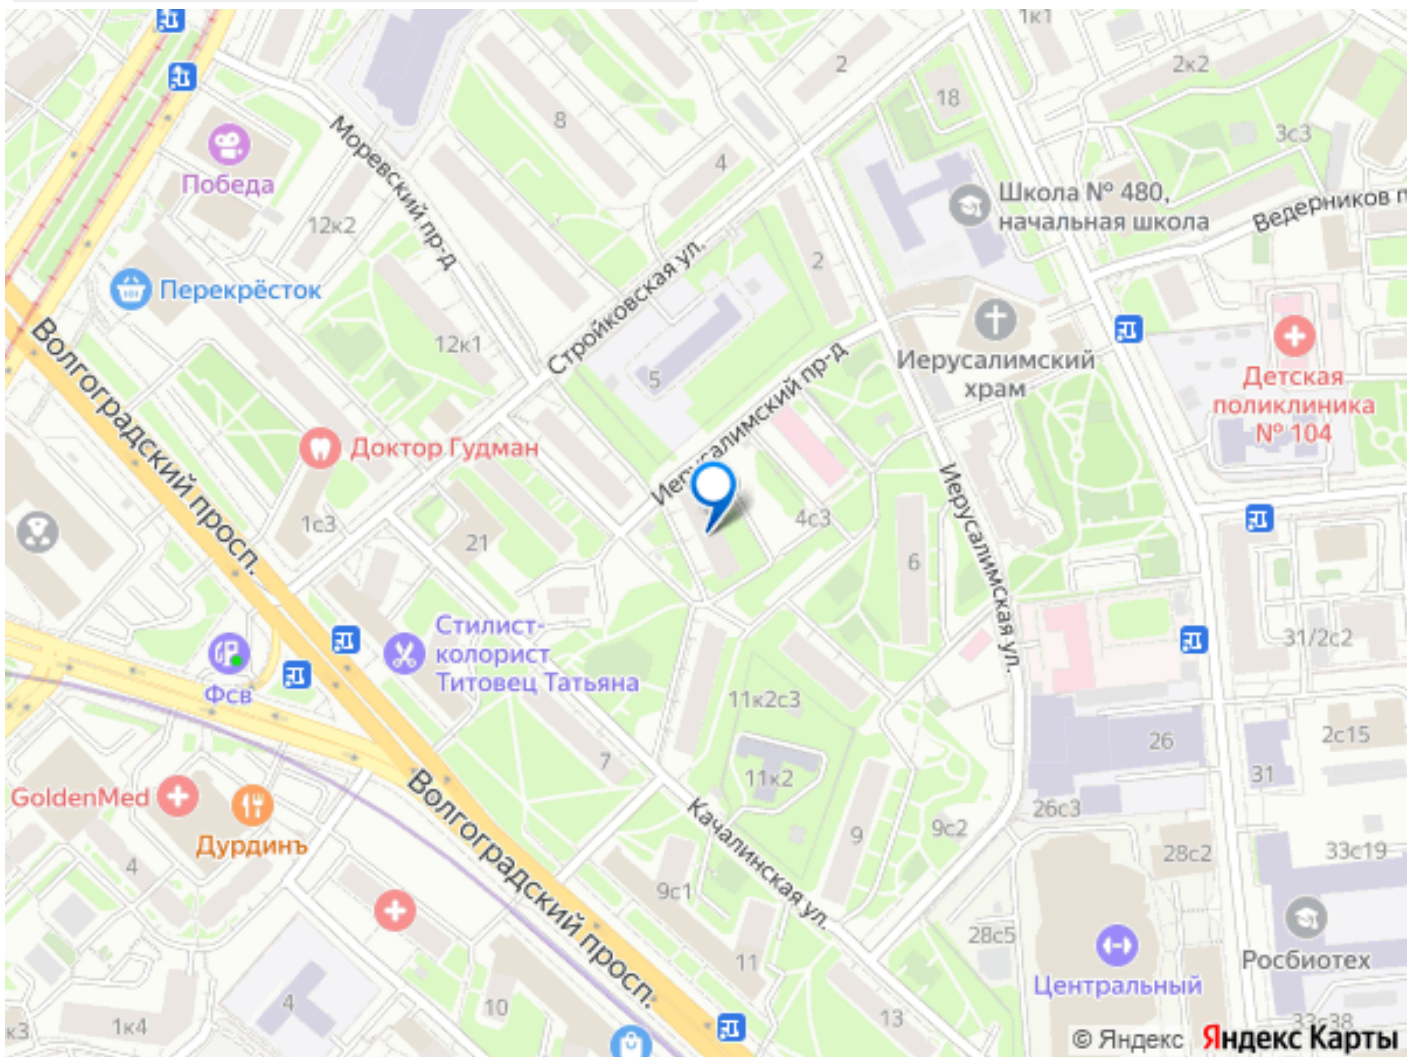 1к1
2
2к2
18
8
3с3
Моревский пр-д
4
Победа
Школа № 480,
начальная школа
Ведерников п
12к2
Стройковская ул.
2
Перекрёсток
12к1
Волгоградский просп.
Иерусалимский
храм
5
Иерусалимский пр-д
Детская
поликлиника
№ 104
Доктор Гудман
1с3
21
4с3
Иерусалимская ул.
6
Стилист-
колорист
Титовец Татьяна
31/2с2
Фсв
11к2с3
26
2с15
7
11к2
31
GoldenMed
Дурдинъ
Волгоградский просп.
Качалинская ул.
26с3
9
9с2
28с2
33с19
4
9с1
28с5
11
Росбиотех
Центральный
4
10
13
1к4
к3
33с38
© Яндекс Яндекс Карты